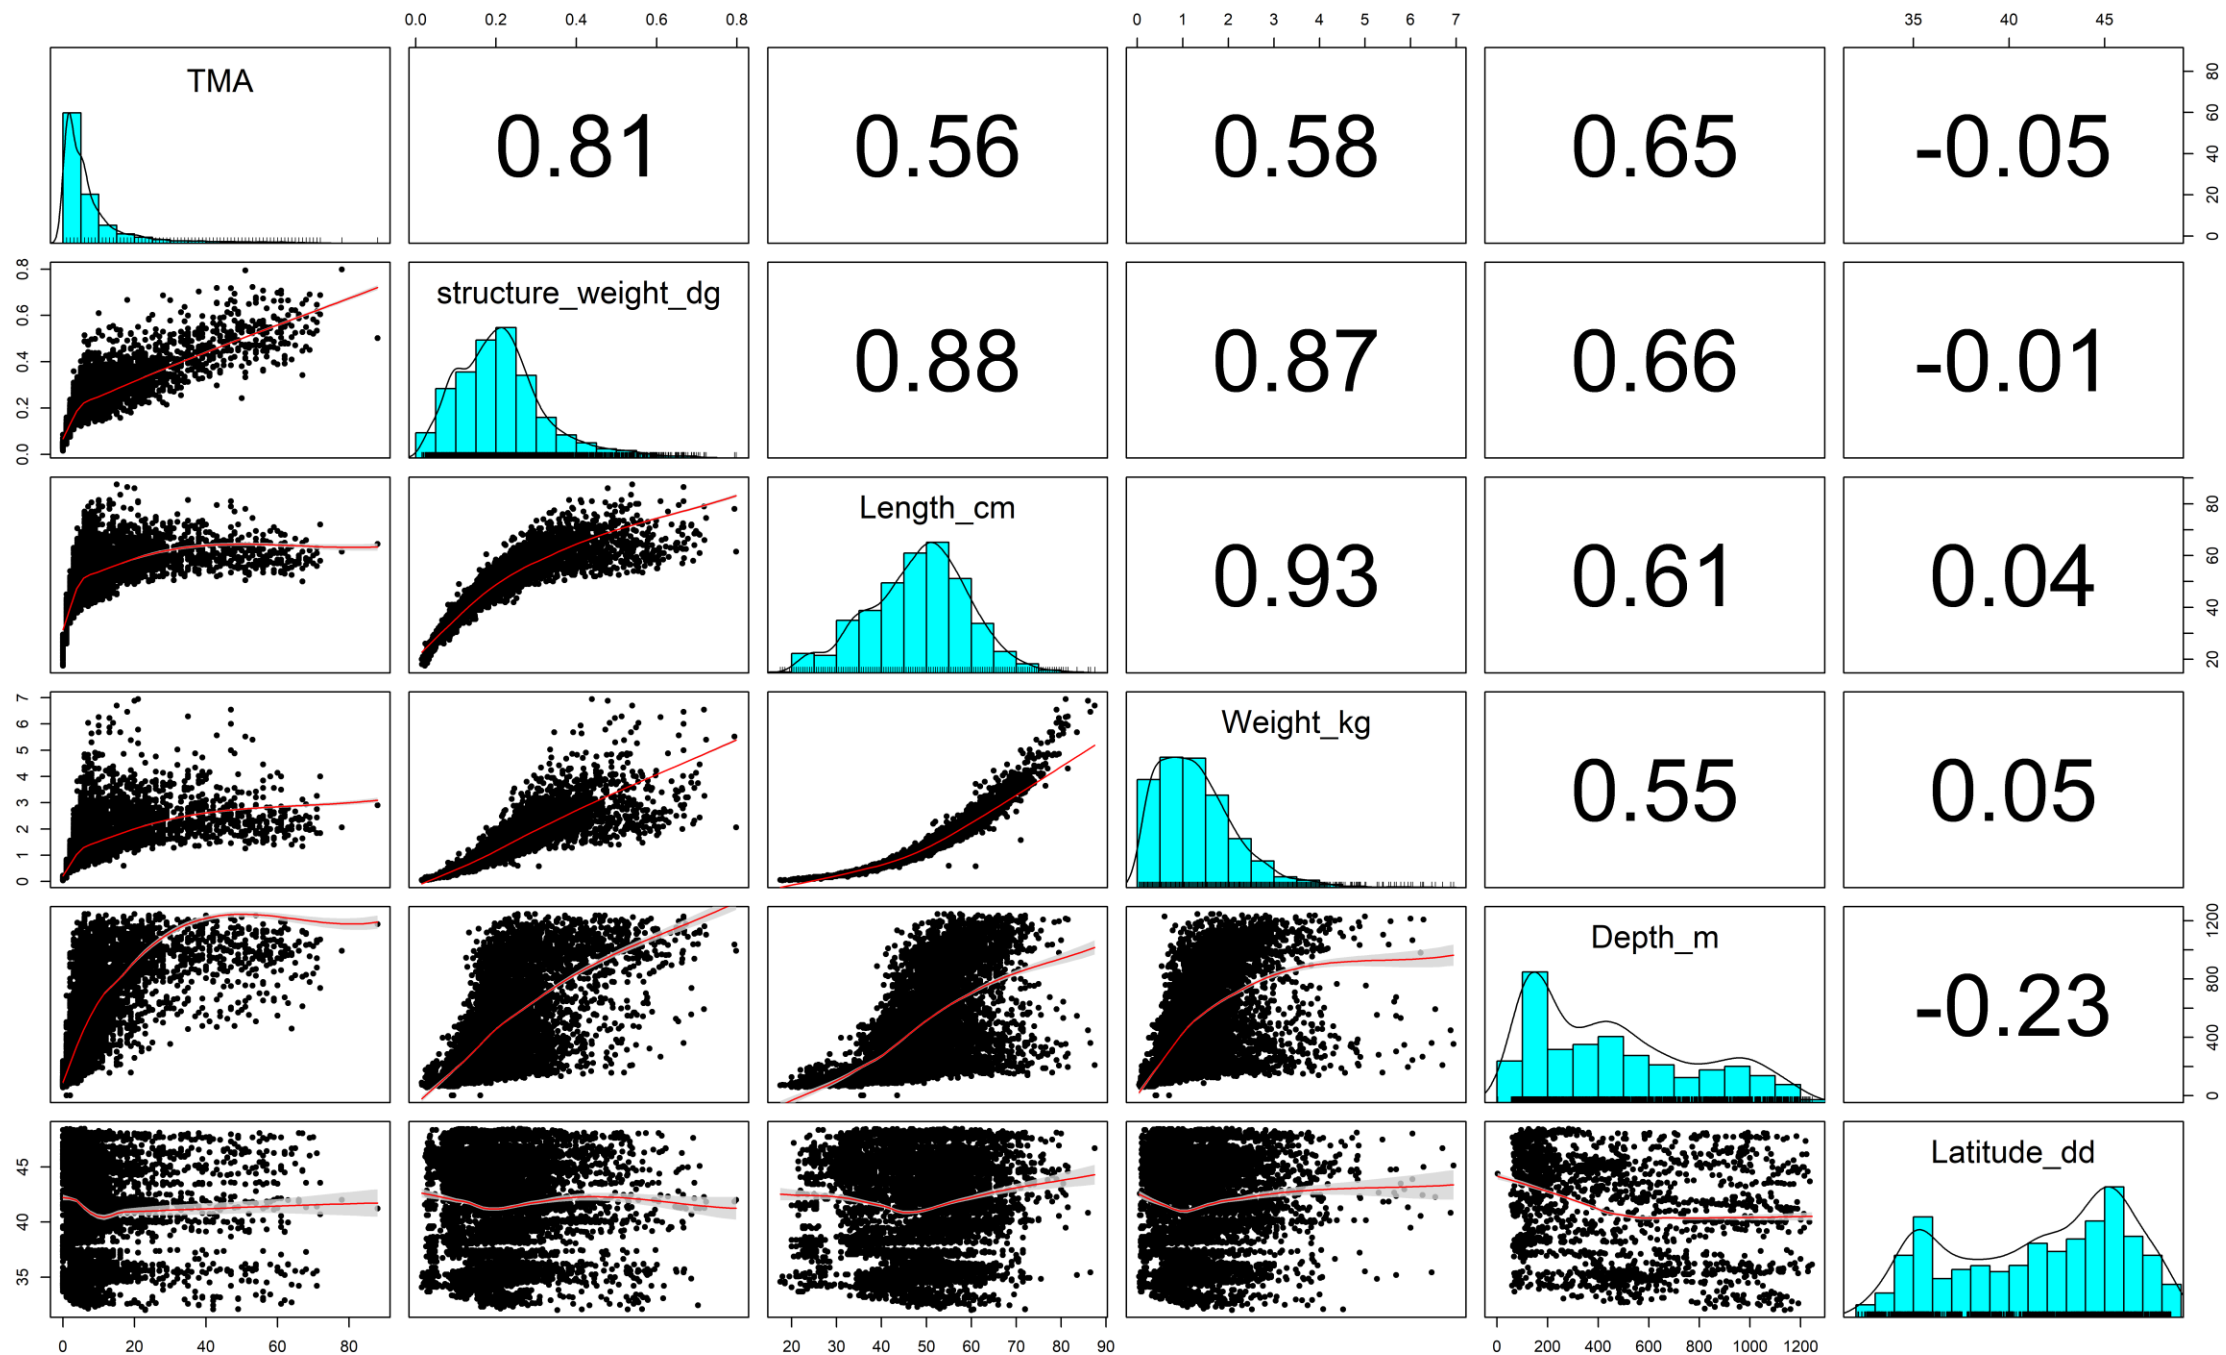 0.0 0.2 0.4 0.6 0.8 0 1 2 3 4 5 6 7 35 40 45
TMA 0.81 0.56 0.58 0.65 -0.05
0 20 40 60 80
0.0 0.2 0.4 0.6 0.8
structure_weight_dg 0.88 0.87 0.66 -0.01
Length_cm 0.93 0.61 0.04
20 40 60 80
0 1 2 3 4 5 6 7
Weight_kg 0.55 0.05
Depth_m -0.23
0 400 800 1200
35 40 45
Latitude_dd
0 20 40 60 80 20 30 40 50 60 70 80 90 0 200 400 600 800 1000 1200